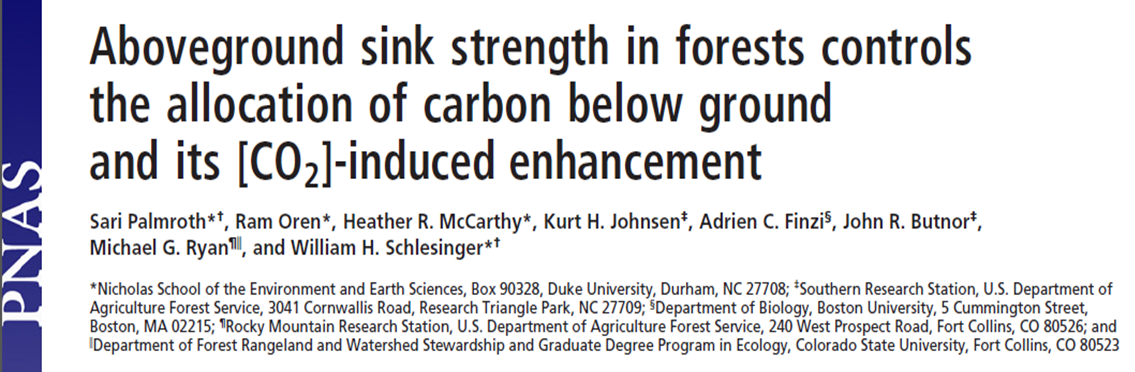 PNAS
Aboveground sink strength in forests controls
the allocation of carbon below ground
and its [CO₂]-induced enhancement
Sari Palmroth*†, Ram Oren*, Heather R. McCarthy*, Kurt H. Johnsen‡, Adrien C. Finzi§, John R. Butnor‡,
Michael G. Ryan¶‖, and William H. Schlesinger*†
*Nicholas School of the Environment and Earth Sciences, Box 90328, Duke University, Durham, NC 27708; ‡Southern Research Station, U.S. Department of
Agriculture Forest Service, 3041 Cornwallis Road, Research Triangle Park, NC 27709; §Department of Biology, Boston University, 5 Cummington Street,
Boston, MA 02215; ¶Rocky Mountain Research Station, U.S. Department of Agriculture Forest Service, 240 West Prospect Road, Fort Collins, CO 80526; and
‖Department of Forest Rangeland and Watershed Stewardship and Graduate Degree Program in Ecology, Colorado State University, Fort Collins, CO 80523